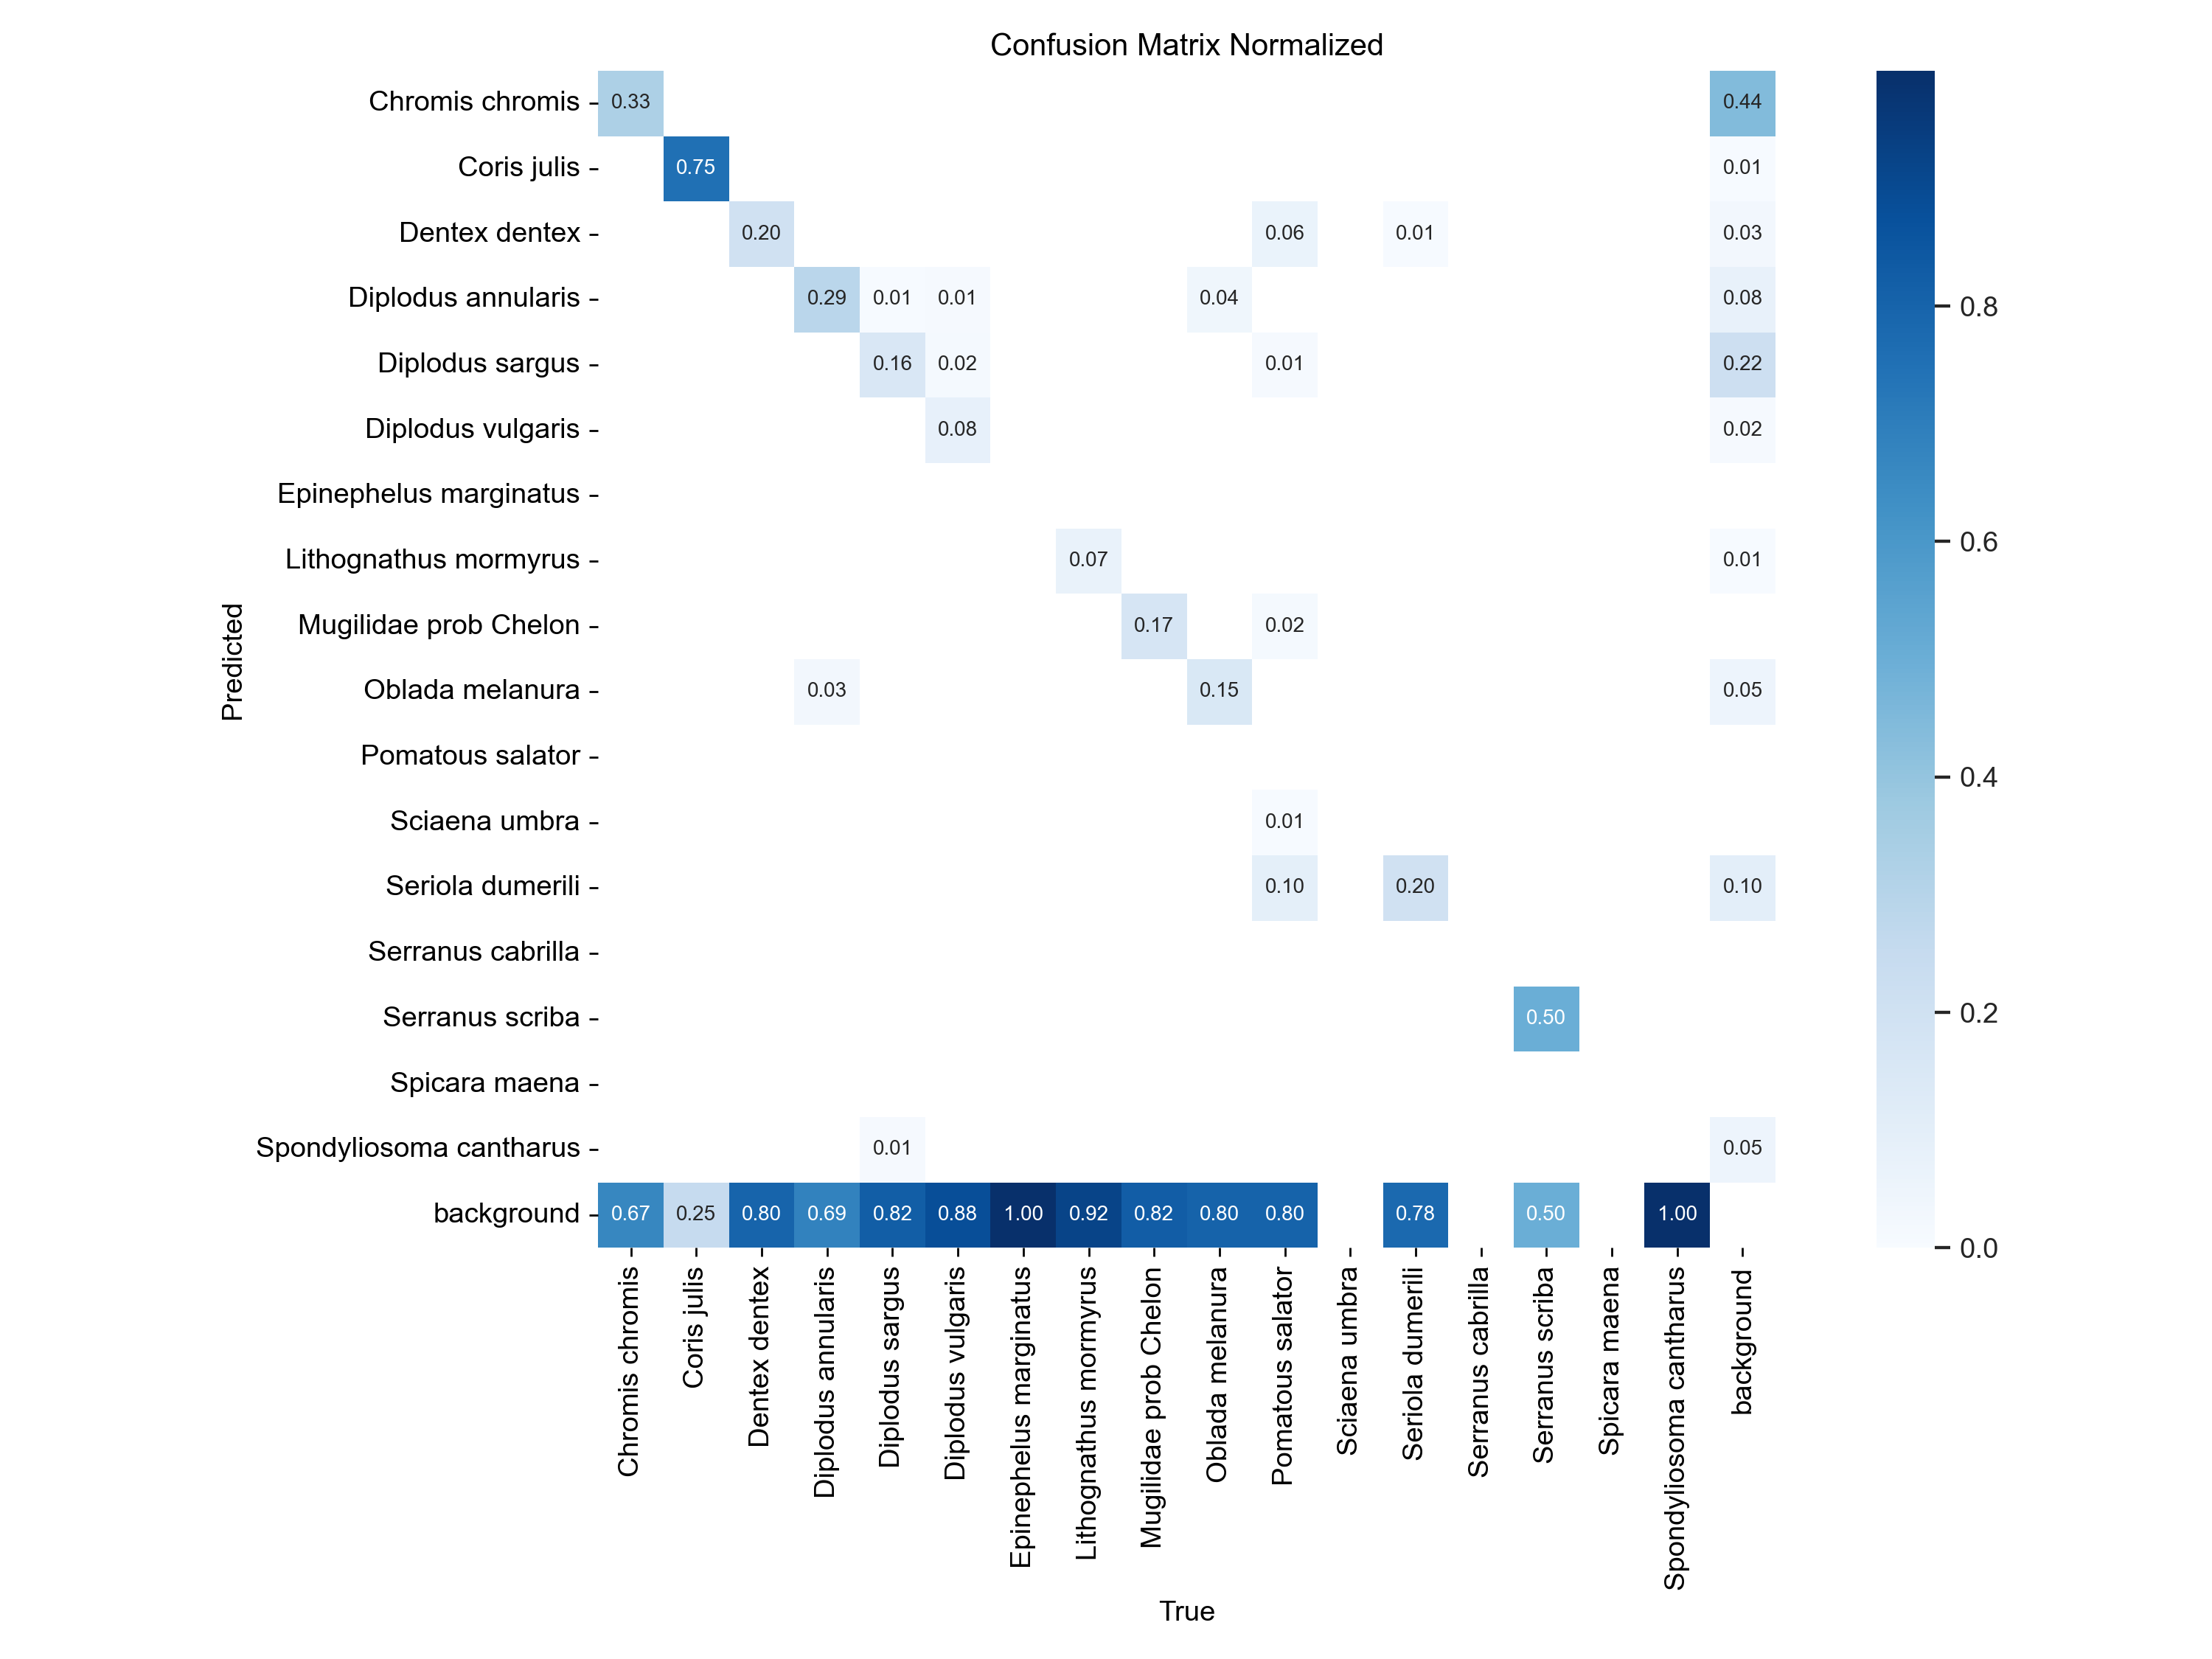 Confusion Matrix Normalized
Chromis chromis 0.33 0.44
Coris julis 0.75 0.01
Dentex dentex 0.20 0.06 0.01 0.03
Diplodus annularis 0.29 0.01 0.01 0.04 0.08
Diplodus sargus 0.16 0.02 0.01 0.22
Diplodus vulgaris 0.08 0.02
Epinephelus marginatus
Lithognathus mormyrus 0.07 0.01
Mugilidae prob Chelon 0.17 0.02
Oblada melanura 0.03 0.15 0.05
Pomatous salator
Sciaena umbra 0.01
Seriola dumerili 0.10 0.20 0.10
Serranus cabrilla
Serranus scriba 0.50
Spicara maena
Spondyliosoma cantharus 0.01 0.05
background 0.67 0.25 0.80 0.69 0.82 0.88 1.00 0.92 0.82 0.80 0.80 0.78 0.50 1.00
Predicted
Chromis chromis
Coris julis
Dentex dentex
Diplodus annularis
Diplodus sargus
Diplodus vulgaris
Epinephelus marginatus
Lithognathus mormyrus
Mugilidae prob Chelon
Oblada melanura
Pomatous salator
Sciaena umbra
Seriola dumerili
Serranus cabrilla
Serranus scriba
Spicara maena
Spondyliosoma cantharus
background
True
0.8
0.6
0.4
0.2
0.0